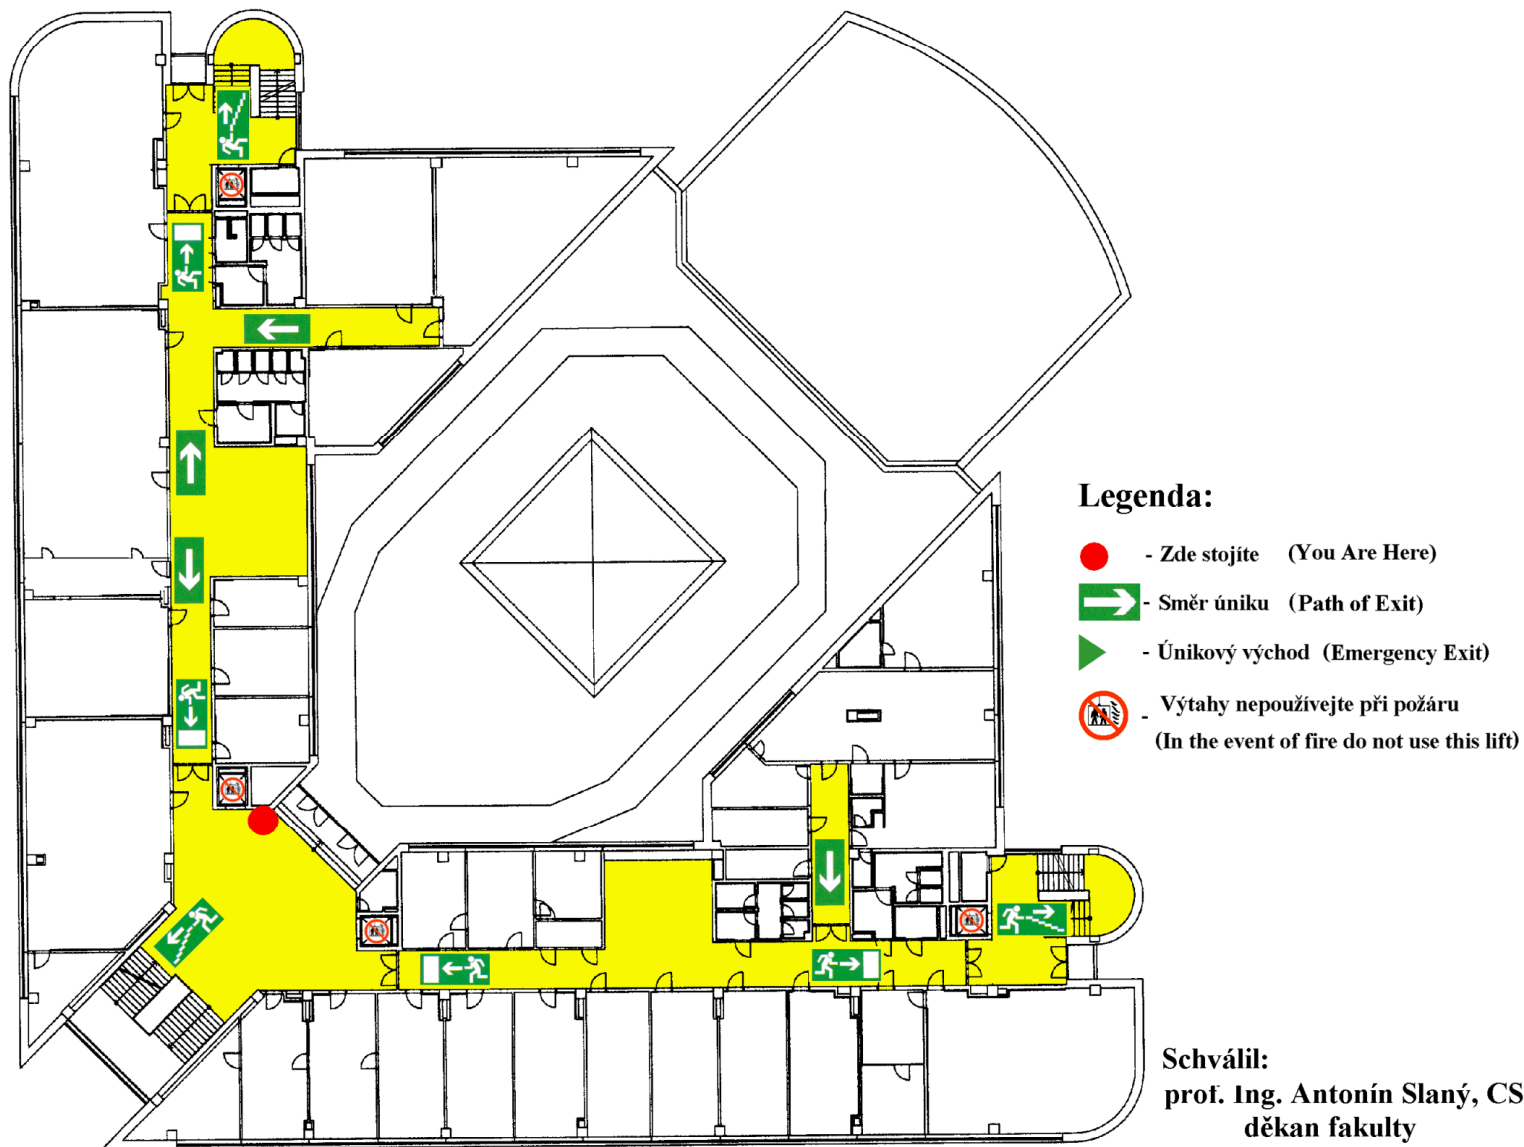 Legenda:
- Zde stojíte (You Are Here)
- Směr úniku (Path of Exit)
- Únikový východ (Emergency Exit)
- Výtahy nepoužívejte při požáru
(In the event of fire do not use this lift)
Schválil:
prof. Ing. Antonín Slaný, CS
děkan fakulty